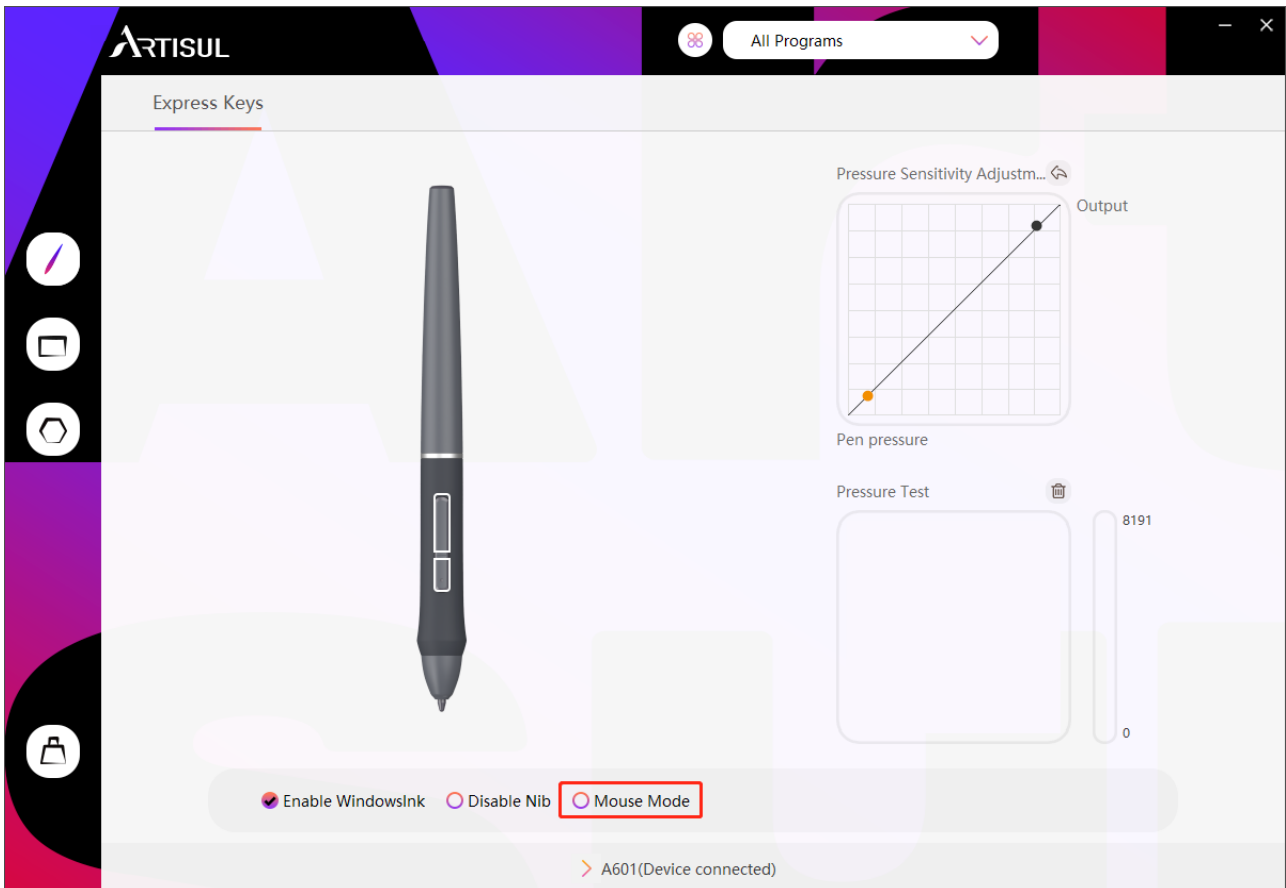 ARTISUL
All Programs
Express Keys
Pressure Sensitivity Adjustm...
Output
Pen pressure
Pressure Test
8191
0
Enable WindowsInk Disable Nib Mouse Mode
A601(Device connected)